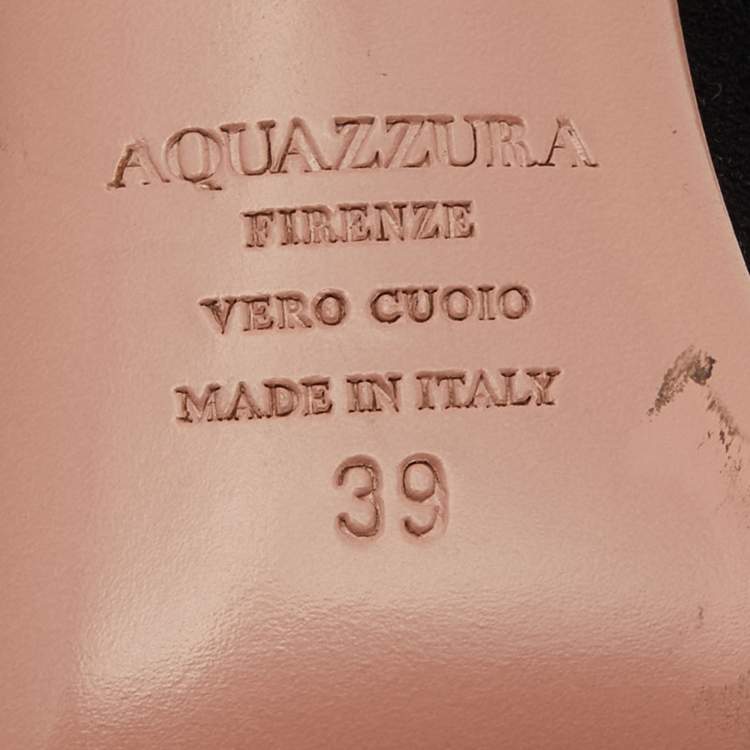 AQUAZZURA
FIRENZE
VERO CUOIO
MADE IN ITALY
39